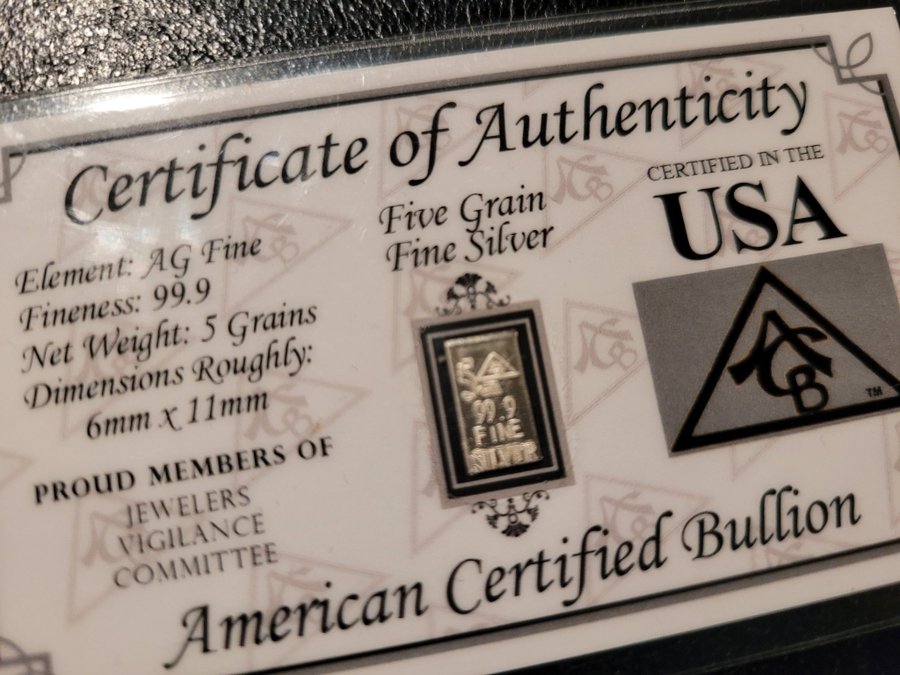 Certificate of Authenticity
Element: AG Fine
Fineness: 99.9
Net Weight: 5 Grains
Dimensions Roughly:
6mm x 11mm
PROUD MEMBERS OF
JEWELERS
VIGILANCE
COMMITTEE
Five Grain
Fine Silver
5
99.9
FINE
SILVER
CERTIFIED IN THE
USA
ACB
TM
American Certified Bullion